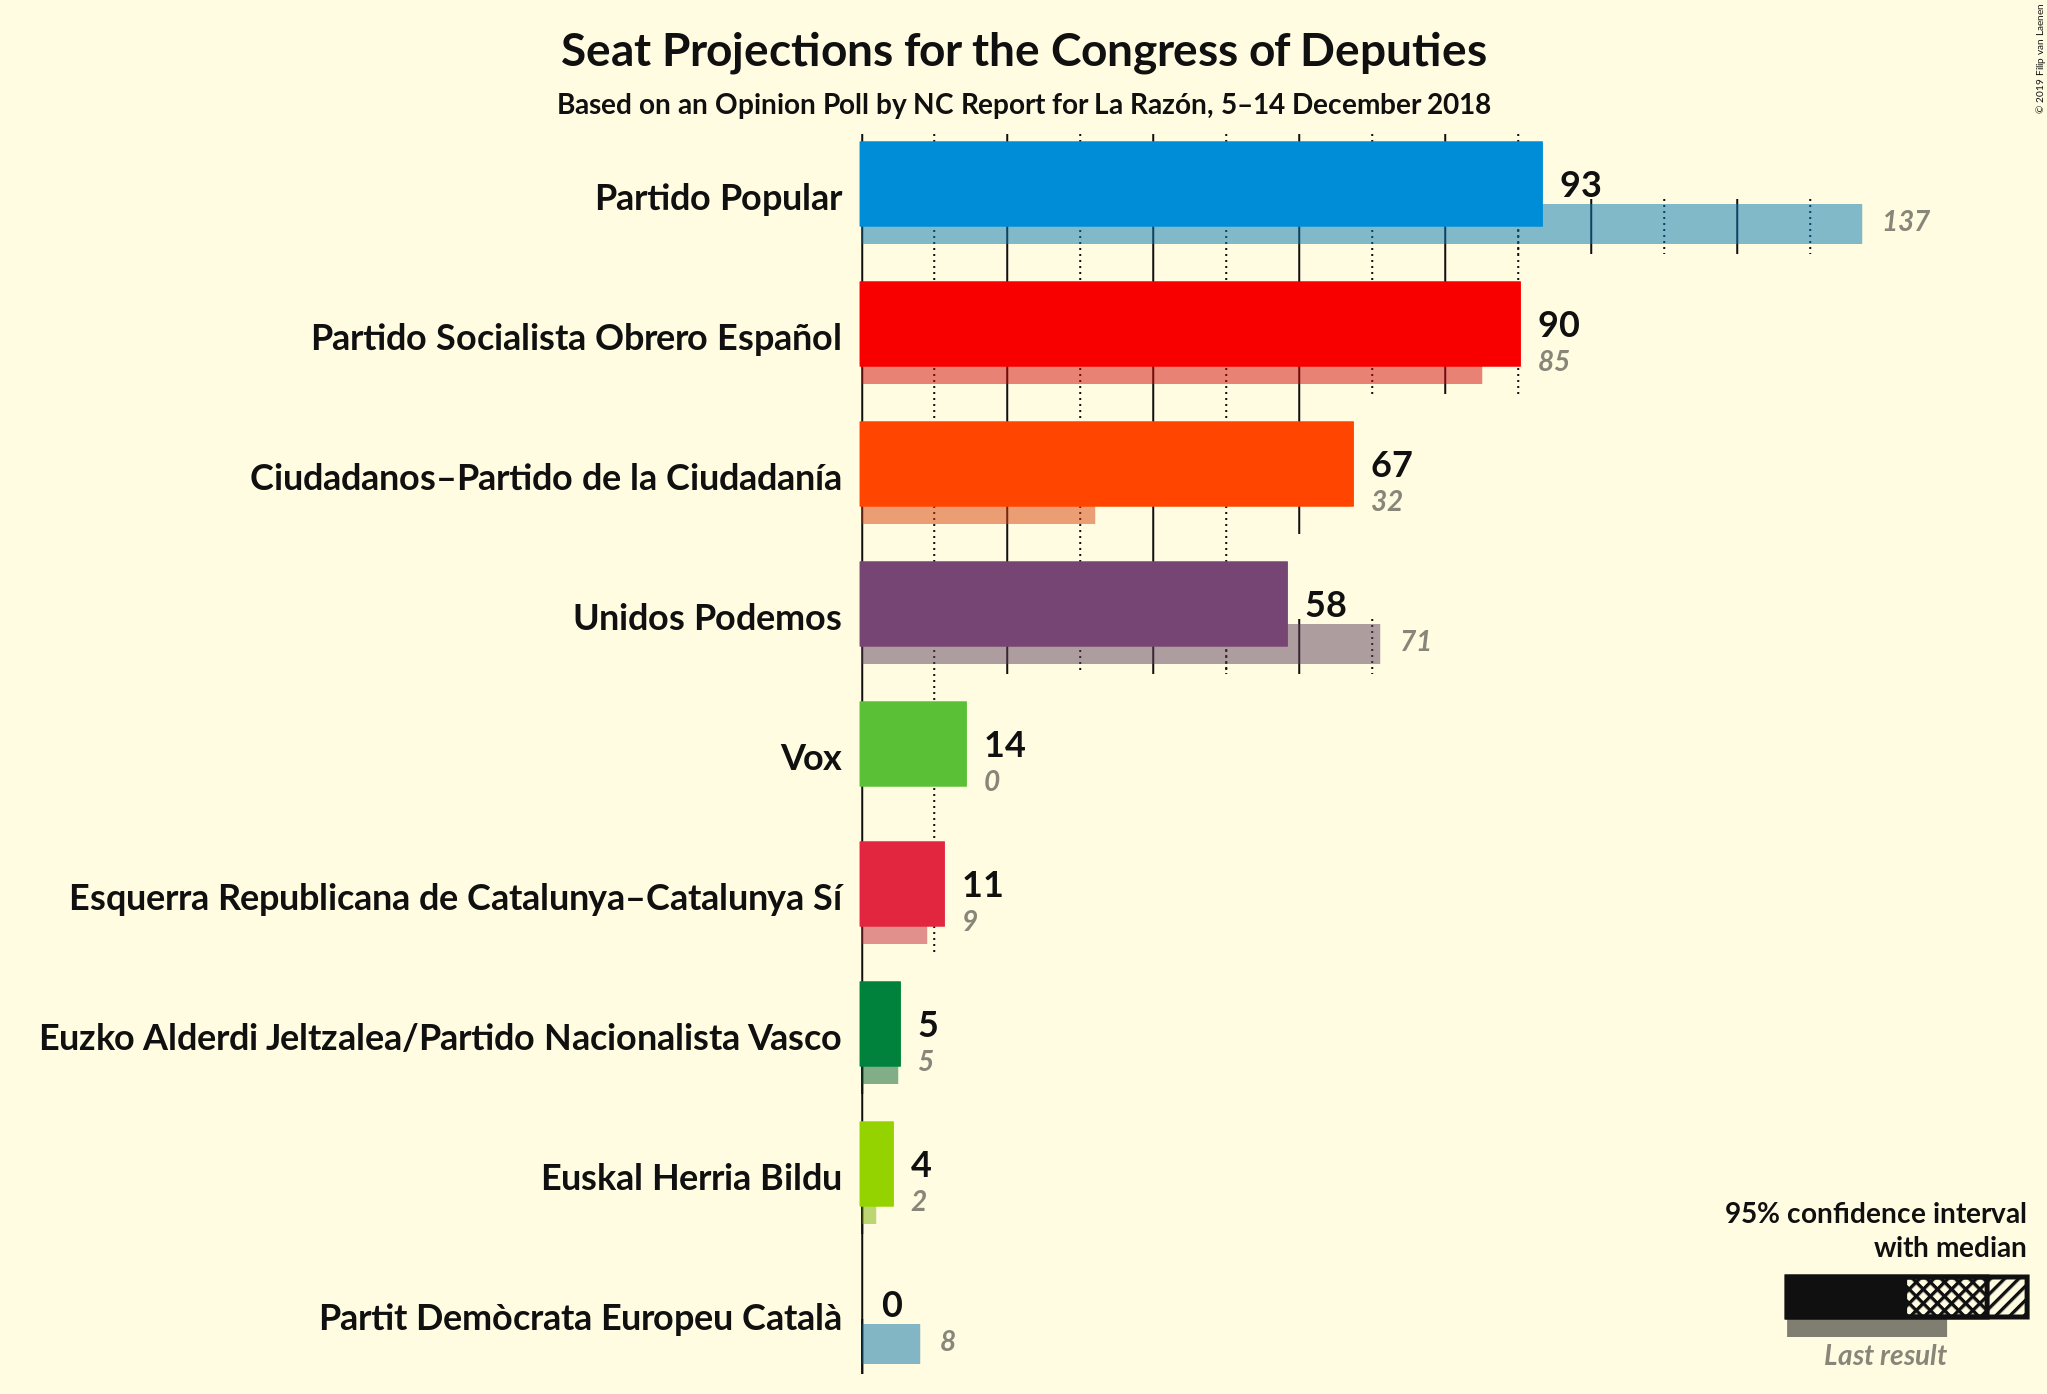 Seat Projections for the Congress of Deputies
Based on an Opinion Poll by NC Report for La Razón, 5–14 December 2018
© 2019 Filip van Laenen
Partido Popular
93
137
Partido Socialista Obrero Español
90
85
Ciudadanos–Partido de la Ciudadanía
67
32
Unidos Podemos
58
71
Vox
14
0
Esquerra Republicana de Catalunya–Catalunya Sí
11
9
Euzko Alderdi Jeltzalea/Partido Nacionalista Vasco
5
5
Euskal Herria Bildu
4
2
Partit Demòcrata Europeu Català
0
8
95% confidence interval
with median
Last result